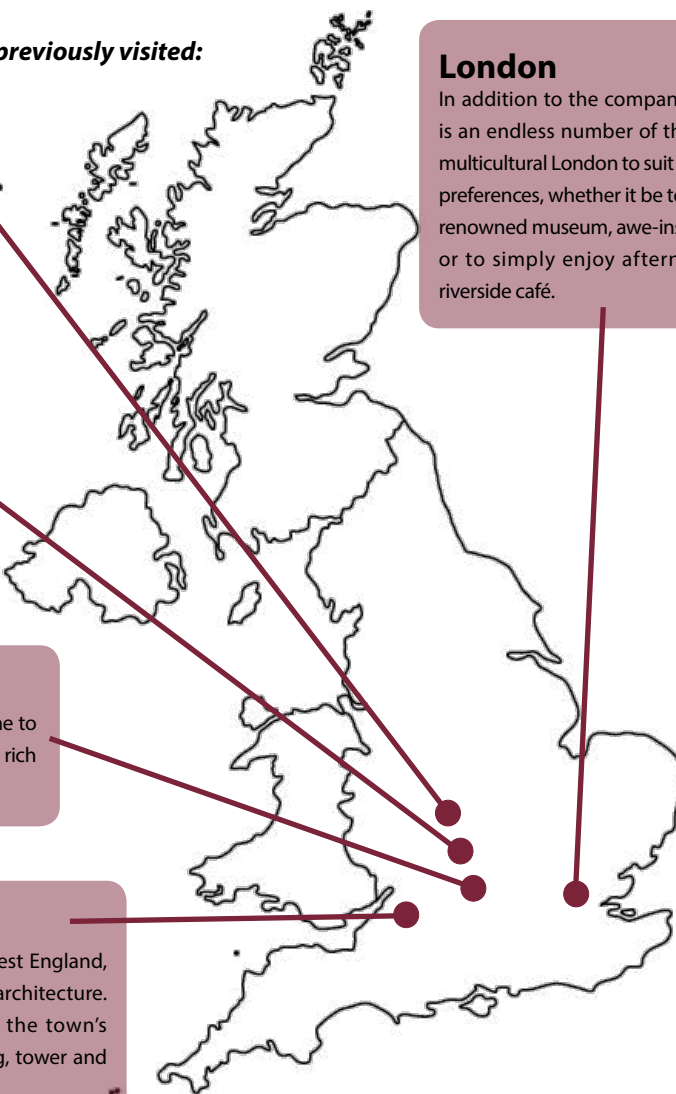 previously visited:
London
In addition to the compan
is an endless number of th
multicultural London to suit
preferences, whether it be to
renowned museum, awe-ins
or to simply enjoy aftern
riverside café.
ne to
rich
est England,
architecture.
the town's
g, tower and